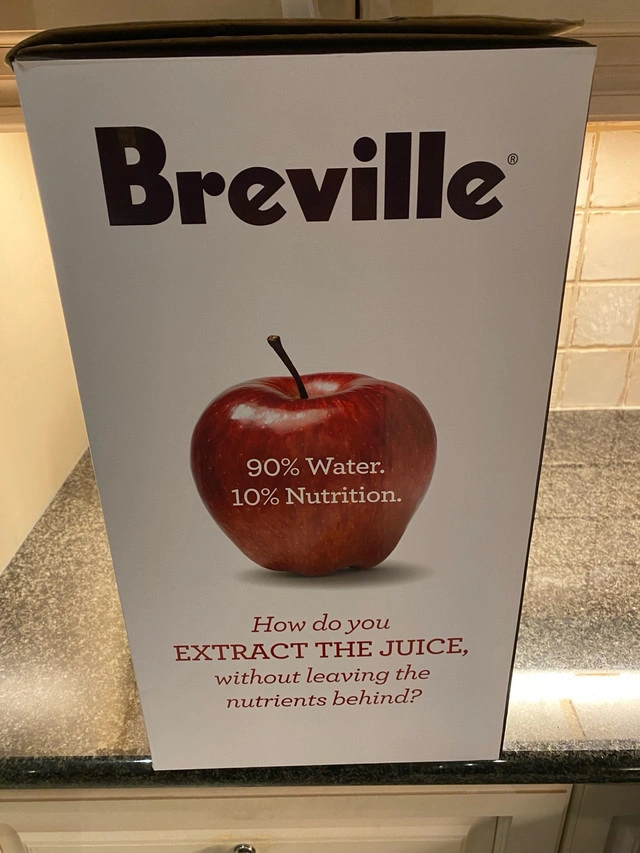 Breville®
90% Water.
10% Nutrition.
How do you
EXTRACT THE JUICE,
without leaving the
nutrients behind?